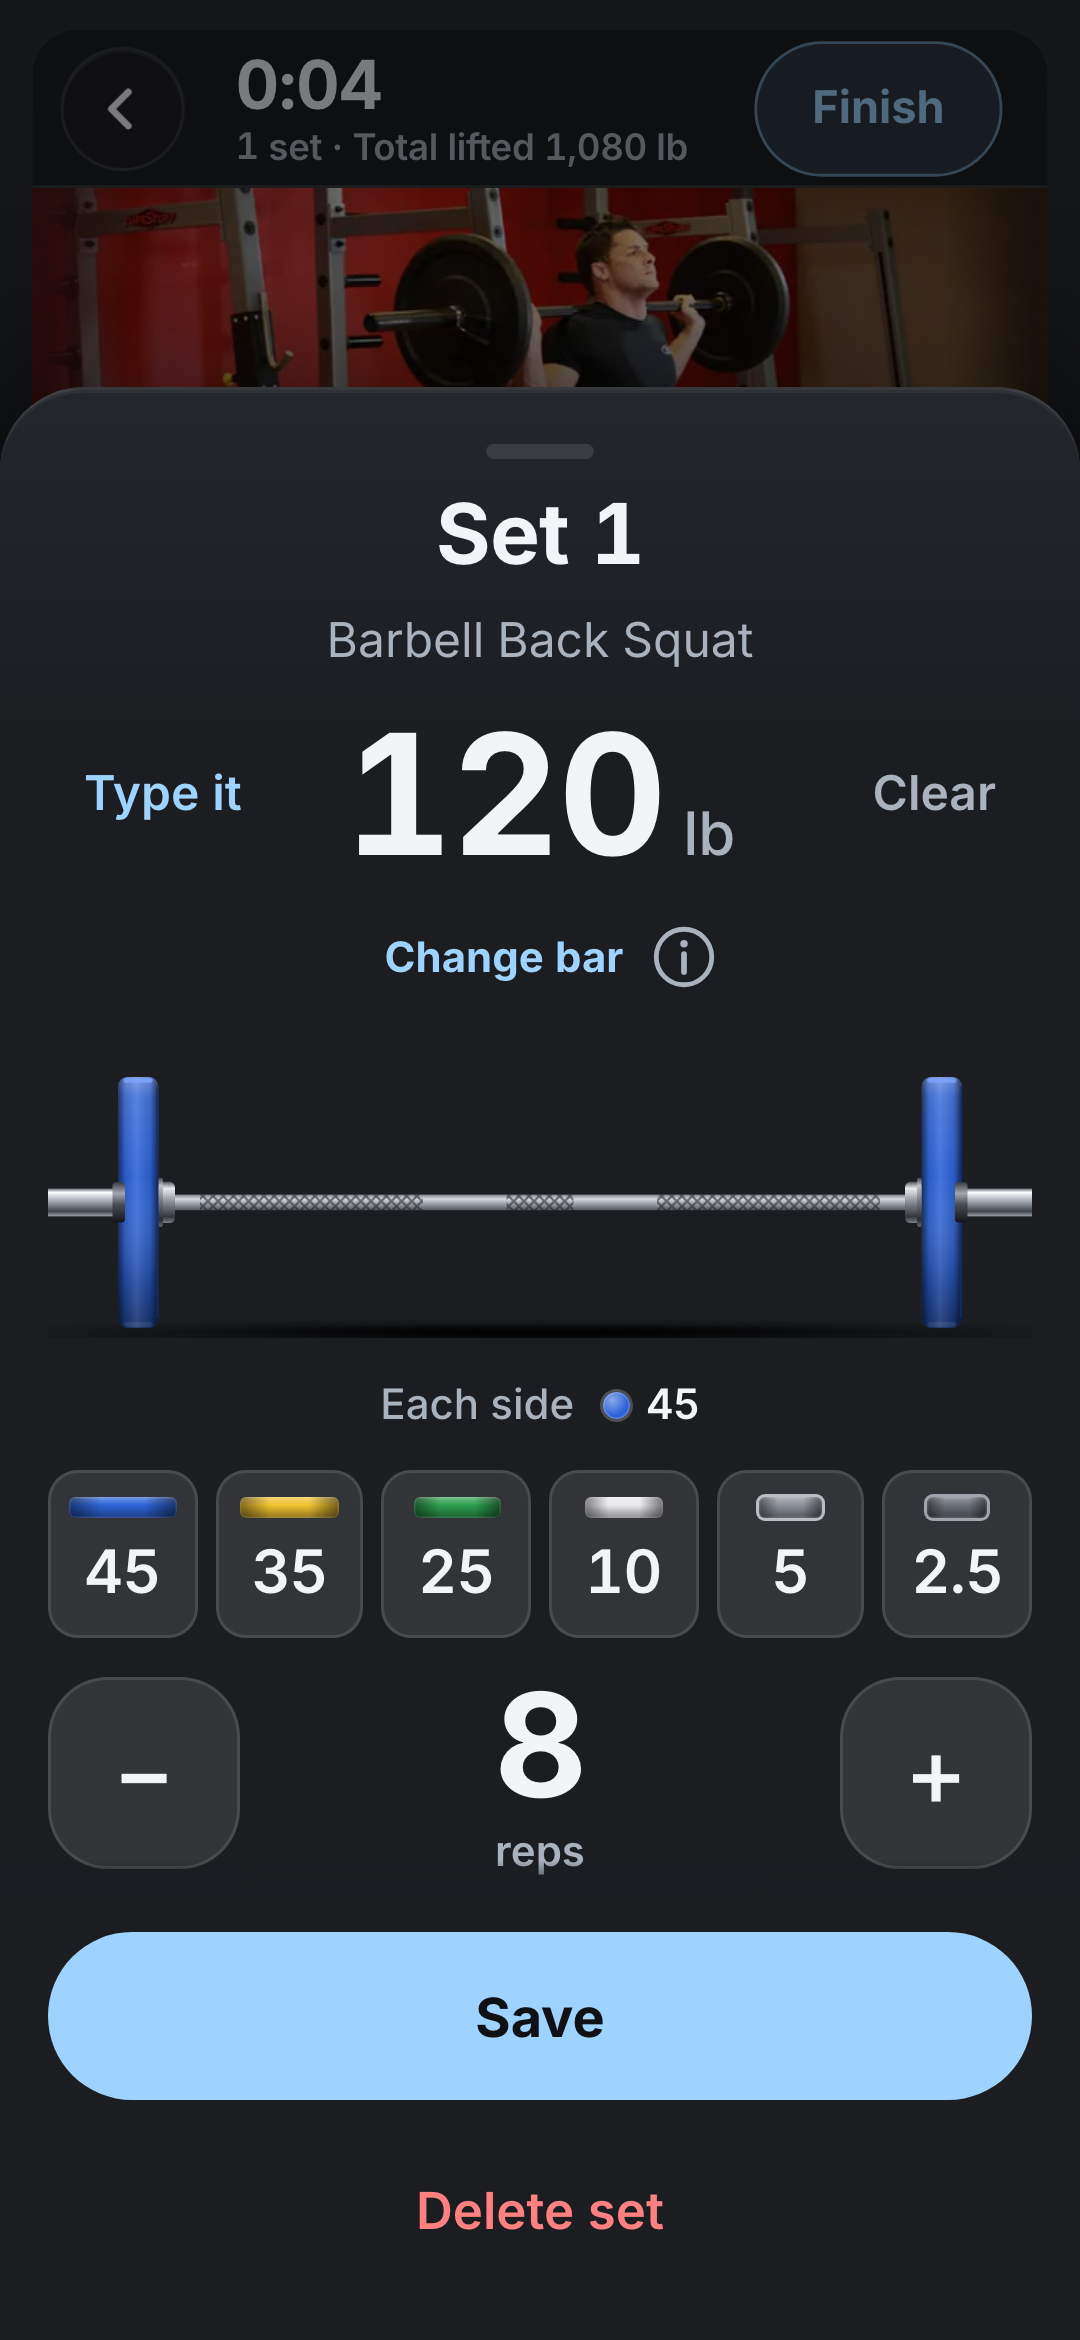 0:04
1 set · Total lifted 1,080 lb
Finish
Set 1
Barbell Back Squat
Type it
120 lb
Clear
Change bar
Each side 45
45 35 25 10 5 2.5
− 8 +
reps
Save
Delete set